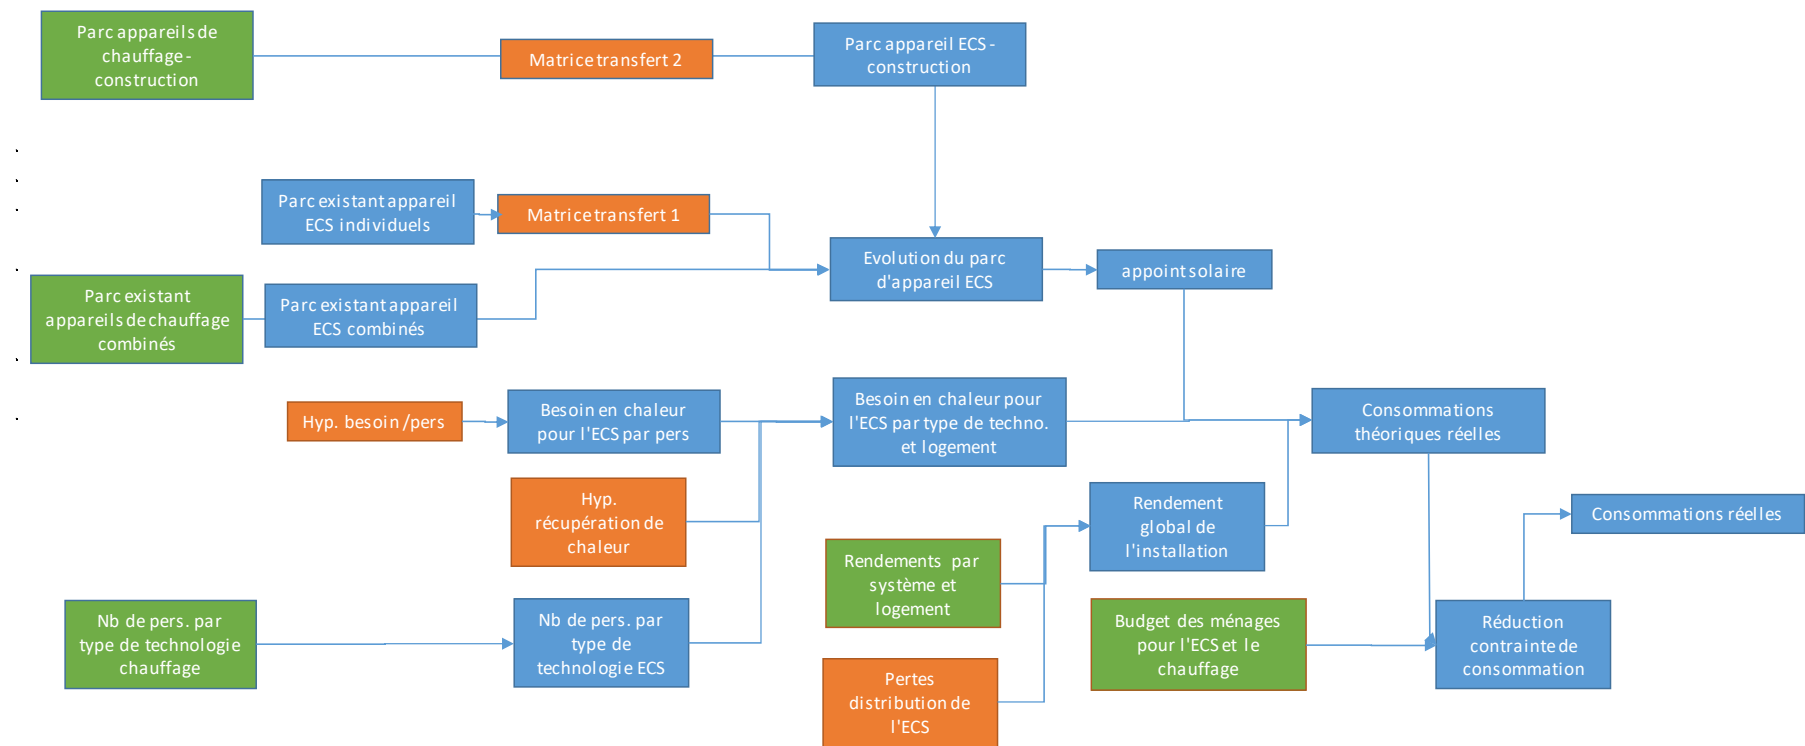 Parc appareils de
chauffage -
construction
Matrice transfert 2
Parc appareil ECS -
construction
Parc existant appareil
ECS individuels
Matrice transfert 1
Evolution du parc
d'appareil ECS
appoint solaire
Parc existant
appareils de chauffage
combinés
Parc existant appareil
ECS combinés
Hyp. besoin /pers
Besoin en chaleur
pour l'ECS par pers
Besoin en chaleur pour
l'ECS par type de techno.
et logement
Consommations
théoriques réelles
Hyp.
récupération de
chaleur
Rendement
global de
l'installation
Consommations réelles
Rendements par
système et
logement
Nb de pers. par
type de technologie
chauffage
Nb de pers. par
type de
technologie ECS
Budget des ménages
pour l'ECS et le
chauffage
Réduction
contrainte de
consommation
Pertes
distribution de
l'ECS